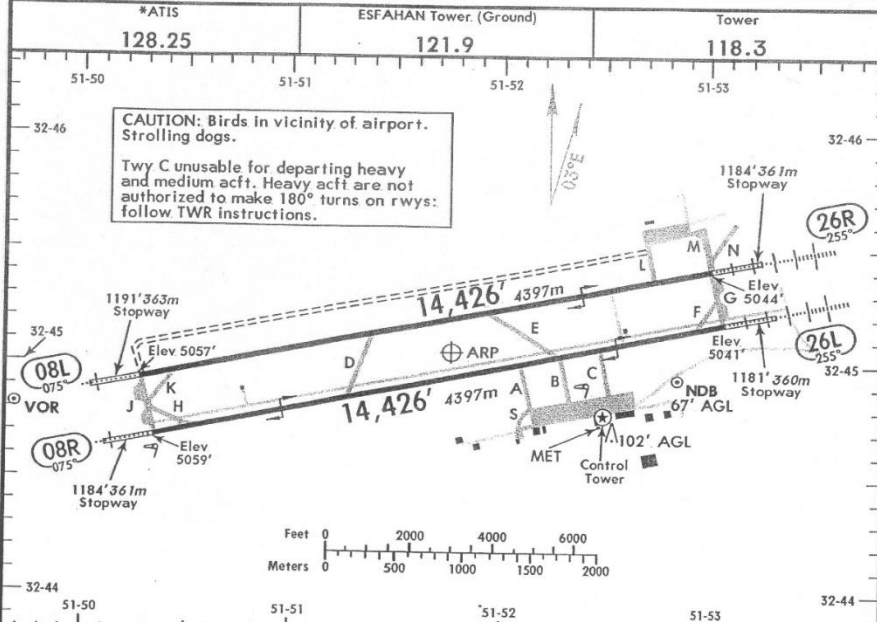 *ATIS
128.25
ESFAHAN Tower. (Ground)
121.9
Tower
118.3
51-50
51-51
51-52
51-53
32-46
32-46
CAUTION: Birds in vicinity of airport.
Strolling dogs.
Twy C unusable for departing heavy
and medium acft. Heavy acft are not
authorized to make 180° turns on rwys:
follow TWR instructions.
03°E
1184' 361m
Stopway
26R
255°
M
N
L
14,426' 4397m
Elev
5044'
G
1191' 363m
Stopway
32-45
Elev 5057'
E
F
Elev
5041'
26L
255°
08L
075°
D
ARP
32-45
1181' 360m
Stopway
VOR
K
J
H
A
B
C
NDB
67' AGL
14,426' 4397m
S
08R
075°
Elev
5059'
MET
102' AGL
Control
Tower
1184' 361m
Stopway
Feet 0 2000 4000 6000
Meters 0 500 1000 1500 2000
32-44
32-44
51-50
51-51
51-52
51-53